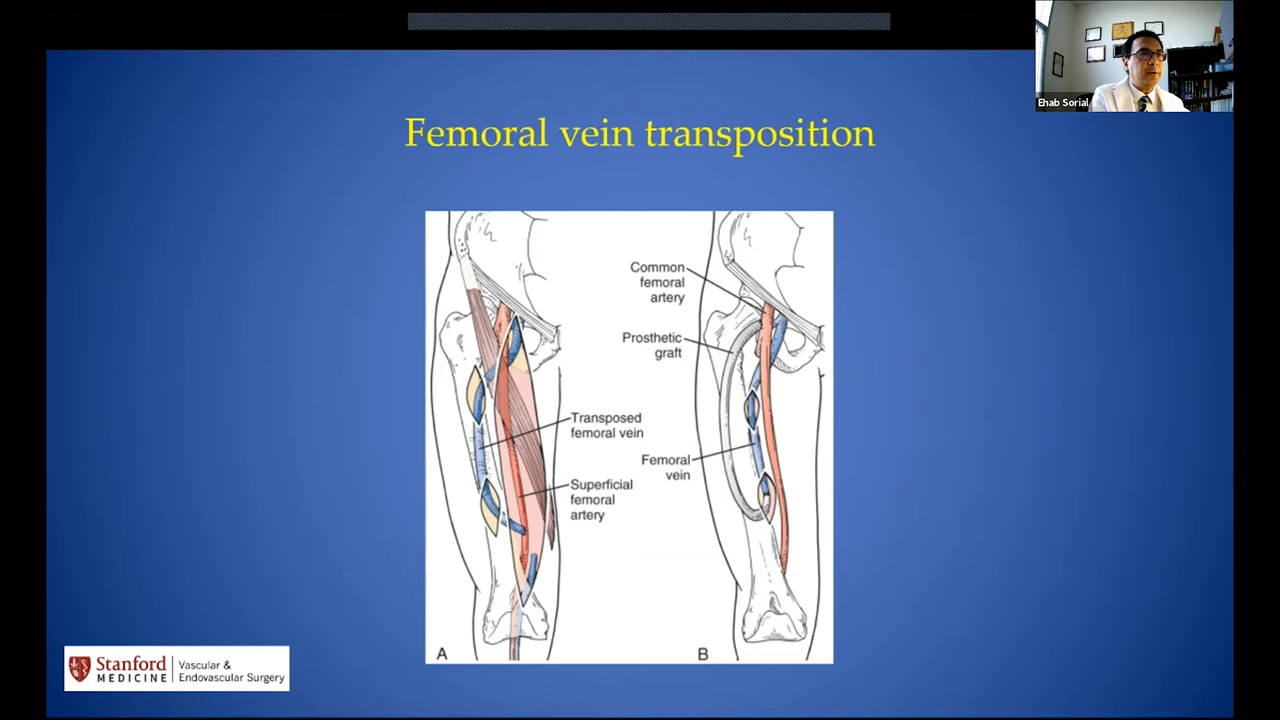 Ehab Sorial
Femoral vein transposition
Common
femoral
artery
Prosthetic
graft
Transposed
femoral vein
Femoral
vein
Superficial
femoral
artery
A
B
Stanford
MEDICINE
Vascular &
Endovascular Surgery